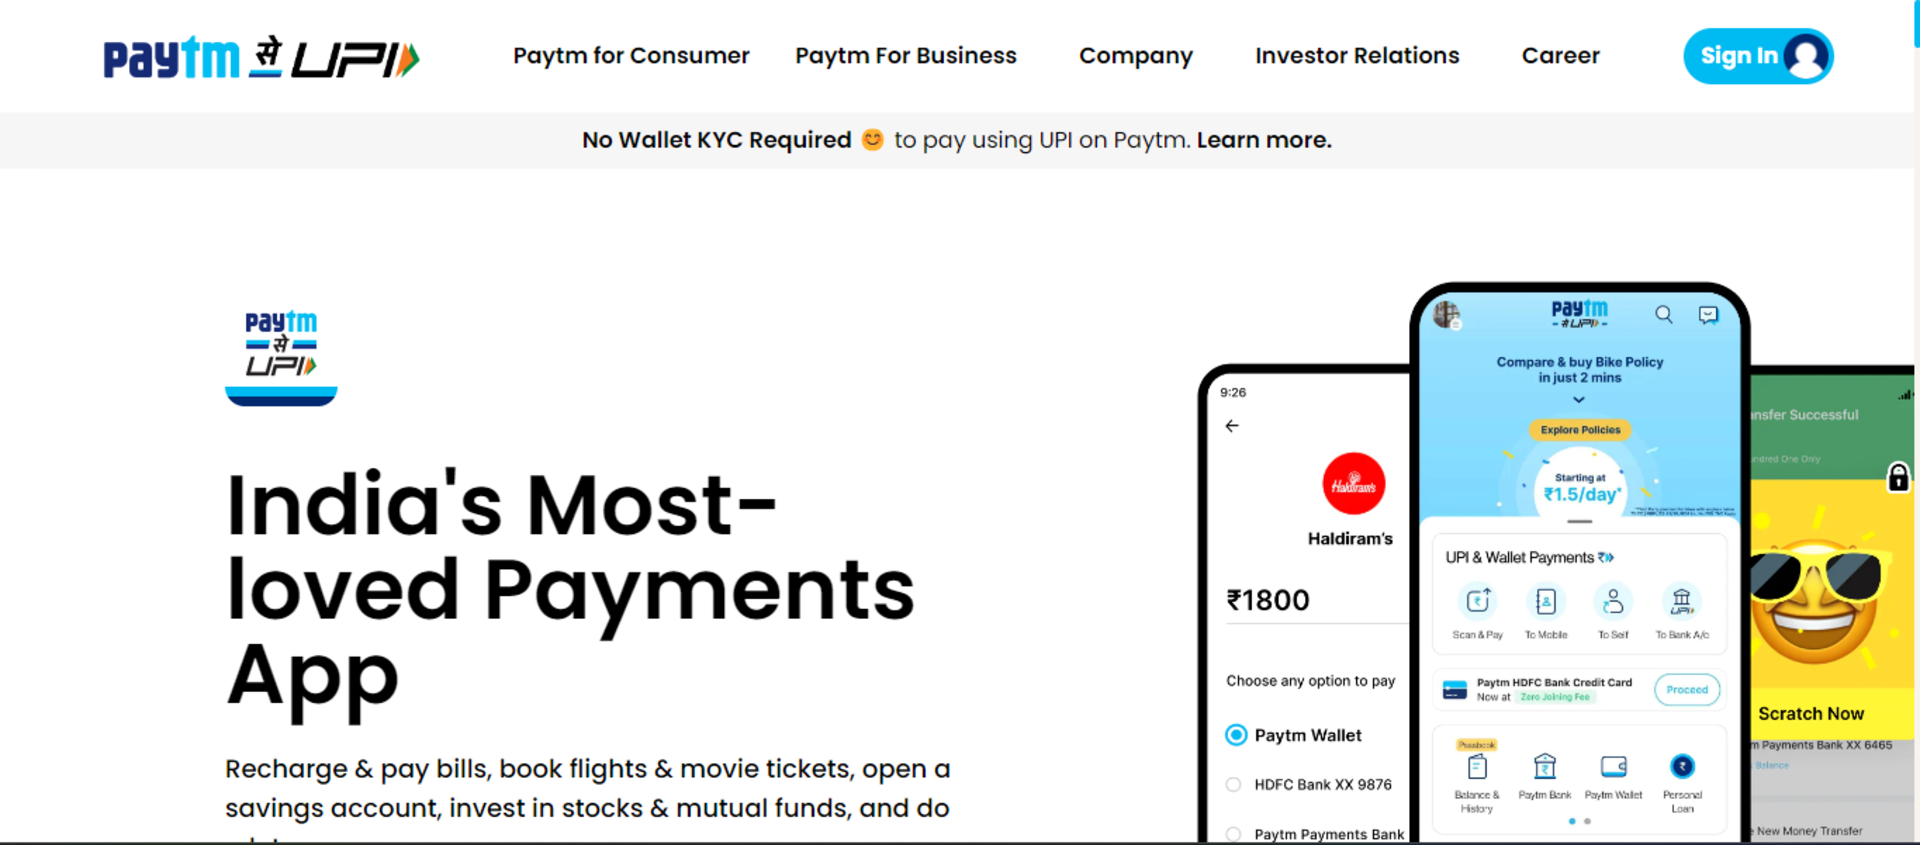 paytm से UPI
Paytm for Consumer
Paytm For Business
Company
Investor Relations
Career
Sign In
No Wallet KYC Required 😊 to pay using UPI on Paytm. Learn more.
paytm
से
UPI
India's Most-
loved Payments
App
Recharge & pay bills, book flights & movie tickets, open a
savings account, invest in stocks & mutual funds, and do
9:26
Haldiram's
Haldiram's
₹1800
Choose any option to pay
Paytm Wallet
HDFC Bank XX 9876
Paytm Payments Bank
paytm
से UPI
Compare & buy Bike Policy
in just 2 mins
Explore Policies
Starting at
₹1.5/day*
UPI & Wallet Payments
Scan & Pay
To Mobile
To Self
UPI
To Bank A/c
Paytm HDFC Bank Credit Card
Now at Zero Joining Fee
Proceed
Passbook
Balance &
History
Paytm Bank
Paytm Wallet
Personal
Loan
ansfer Successful
undred One Only
Scratch Now
m Payments Bank XX 6465
Balance
e New Money Transfer